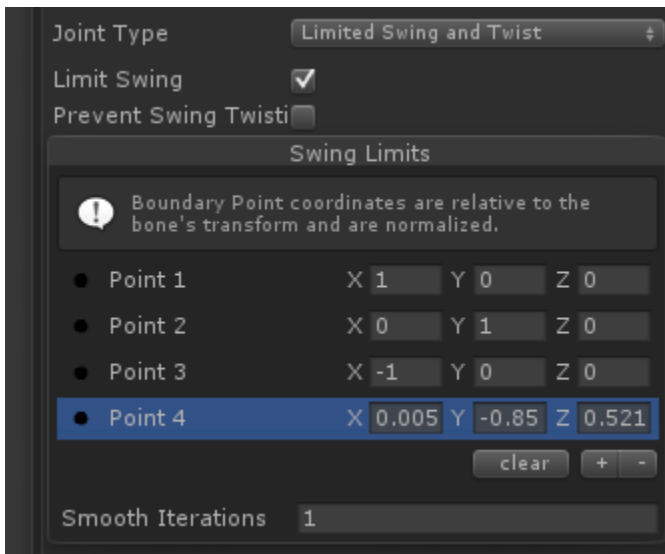 Joint Type Limited Swing and Twist
Limit Swing
Prevent Swing Twisti
Swing Limits
Boundary Point coordinates are relative to the
bone's transform and are normalized.
Point 1 X 1 Y 0 Z 0
Point 2 X 0 Y 1 Z 0
Point 3 X -1 Y 0 Z 0
Point 4 X 0.005 Y -0.85 Z 0.521
clear + -
Smooth Iterations 1